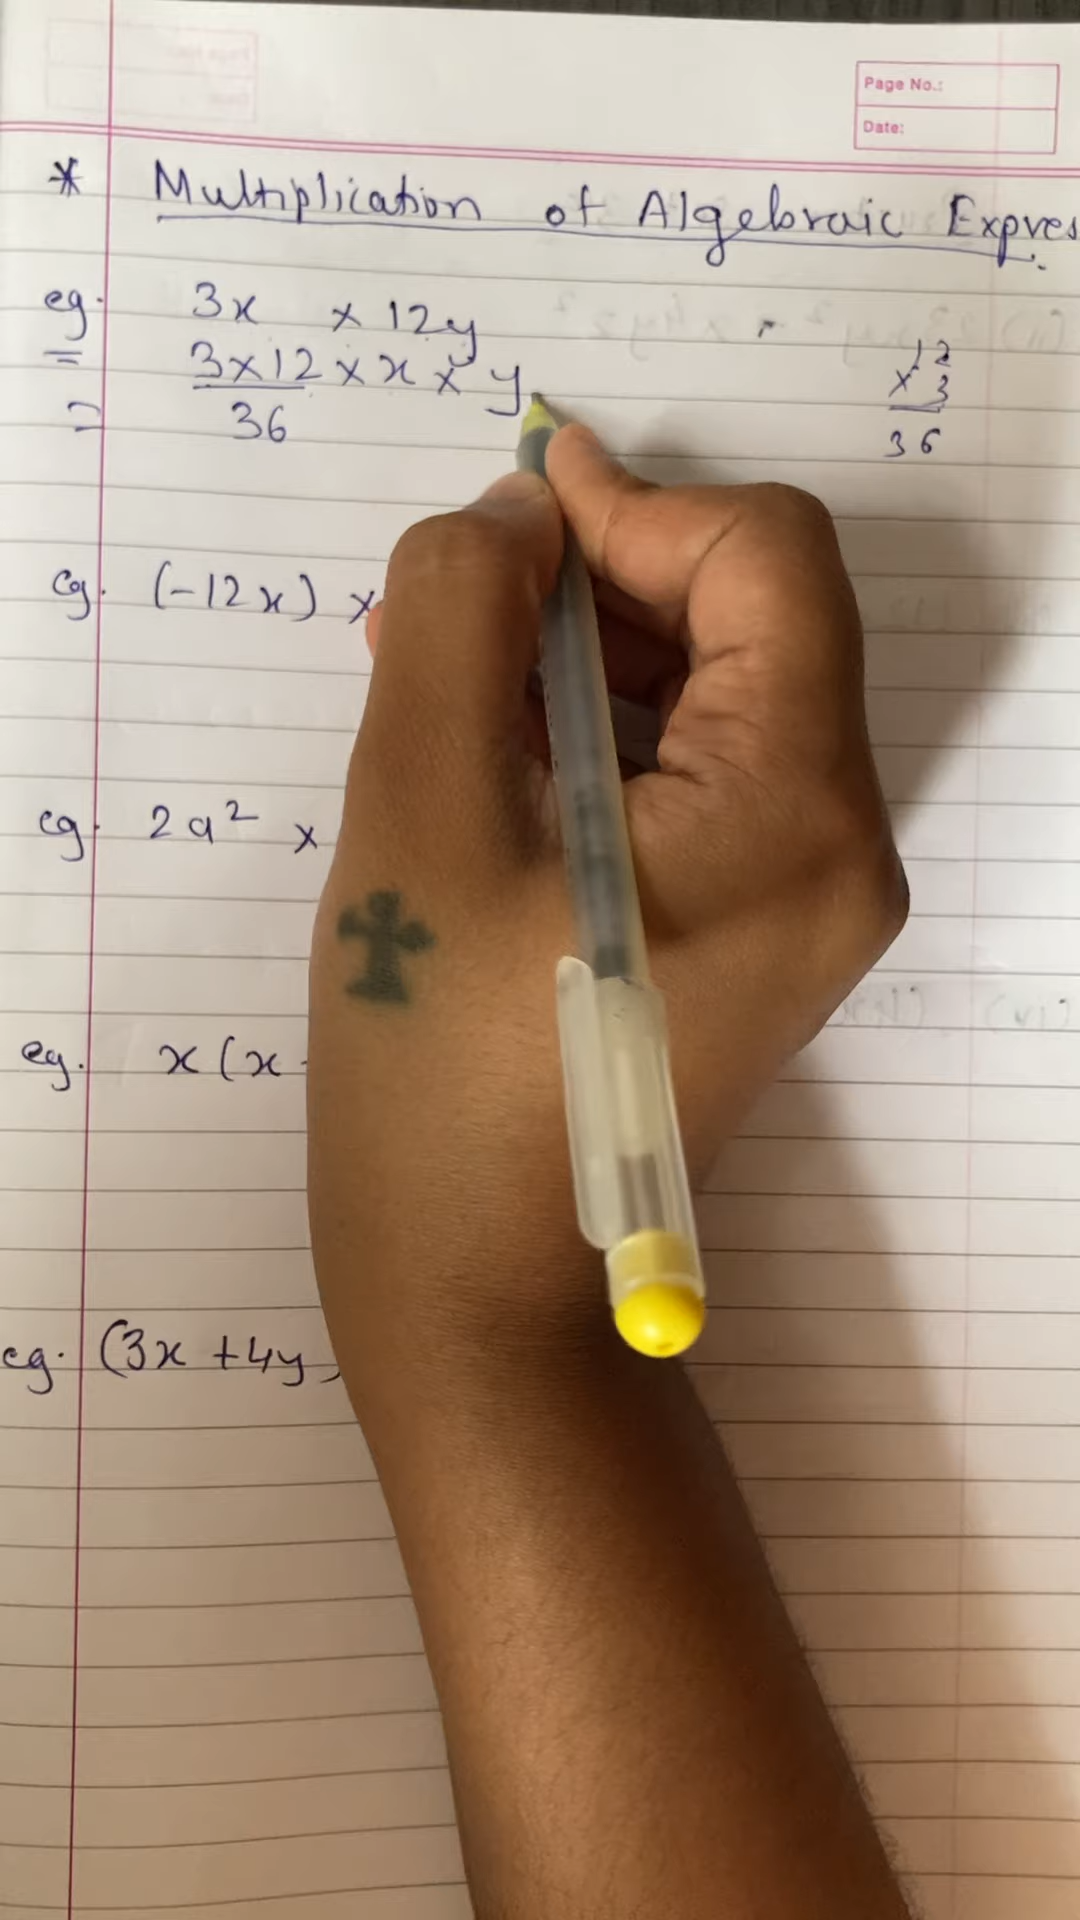 Page No.:
Date:
* Multiplication of Algebraic Expres
eg. 3x × 12y
= 3×12 × x × y
= 36
12
× 3
36
eg. (-12x) ×
eg. 2a² ×
eg. x(x
eg. (3x +4y)